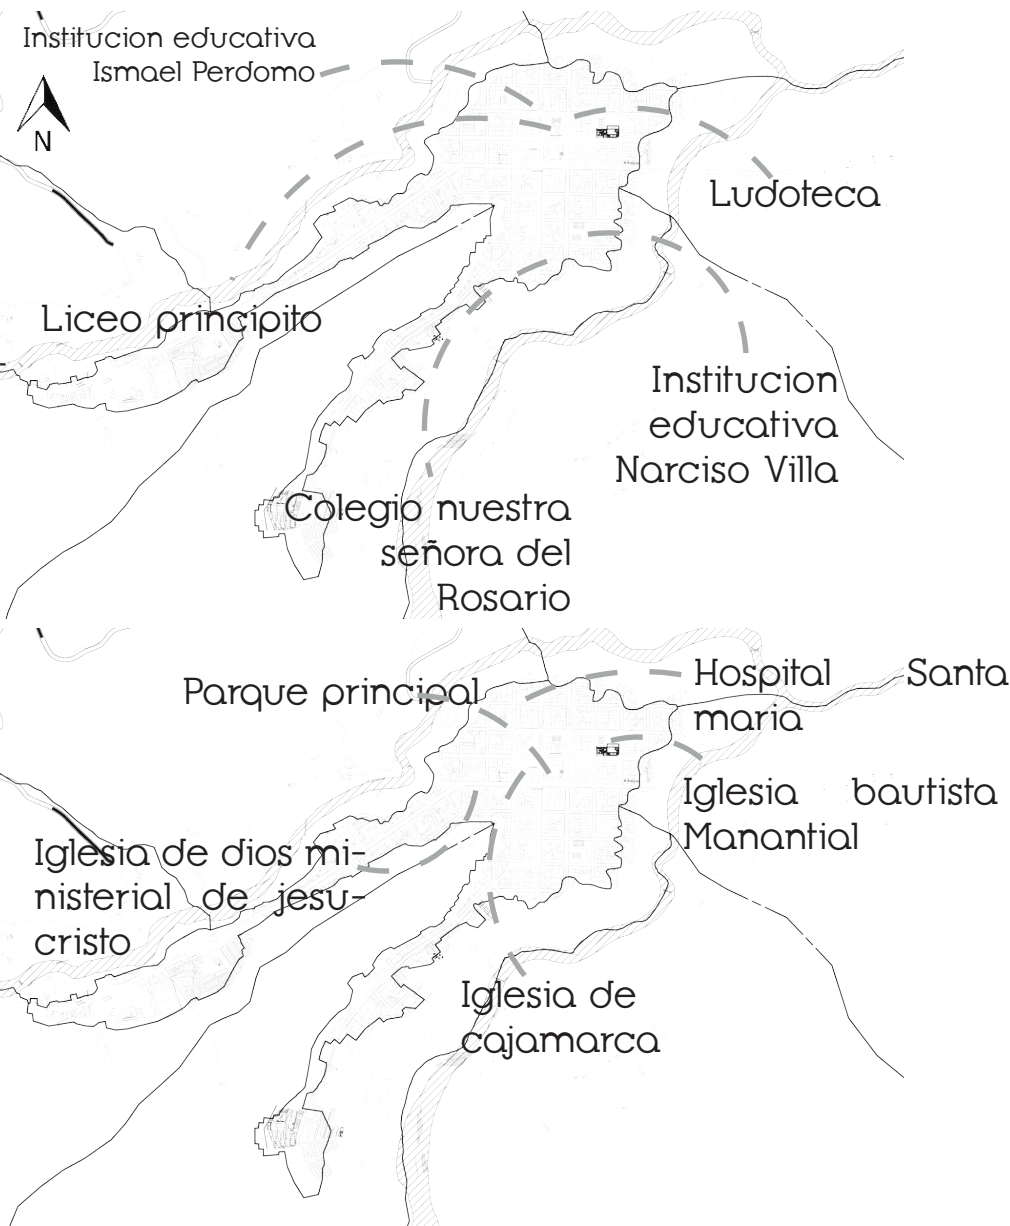 Institucion educativa
Ismael Perdomo
N
Ludoteca
Liceo principito
Institucion
educativa
Narciso Villa
Colegio nuestra
señora del
Rosario
Parque principal
Hospital Santa
maria
Iglesia bautista
Manantial
Iglesia de dios mi-
nisterial de jesu-
cristo
Iglesia de
cajamarca